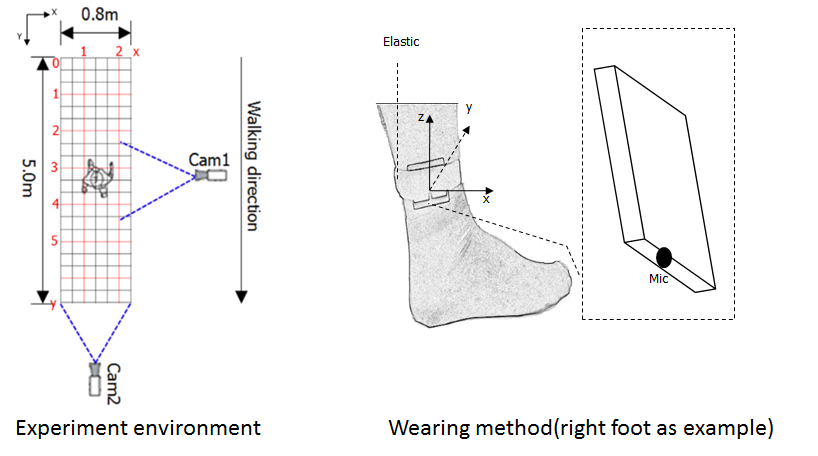 X
Y
0.8m
1 2 x
0
1
2
3
4
5
y
5.0m
Cam1
Walking direction
Cam2
Experiment environment
Elastic
z
y
x
Mic
Wearing method(right foot as example)